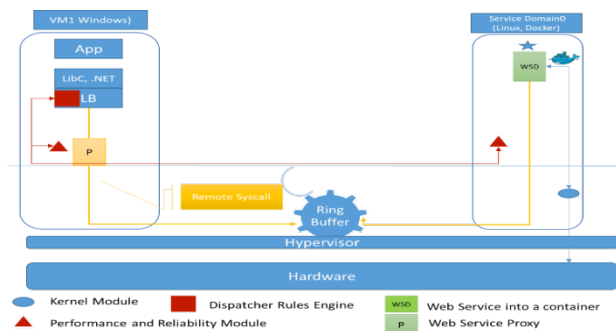 VM1 Windows)
Service Domain0
(Linux, Docker)
App
LibC, .NET
LB
WSD
P
Remote Syscall
Ring
Buffer
Hypervisor
Hardware
Kernel Module
Dispatcher Rules Engine
WSD
Web Service into a container
Performance and Reliability Module
P
Web Service Proxy